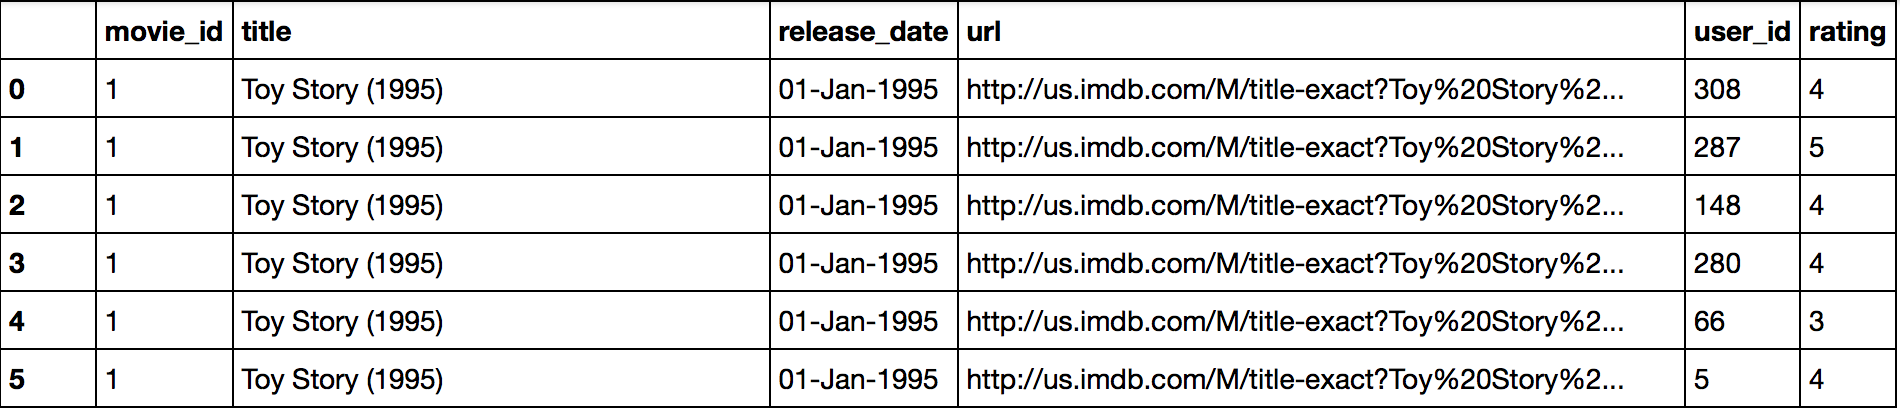 movie_id title release_date url user_id rating
0 1 Toy Story (1995) 01-Jan-1995 http://us.imdb.com/M/title-exact?Toy%20Story%2... 308 4
1 1 Toy Story (1995) 01-Jan-1995 http://us.imdb.com/M/title-exact?Toy%20Story%2... 287 5
2 1 Toy Story (1995) 01-Jan-1995 http://us.imdb.com/M/title-exact?Toy%20Story%2... 148 4
3 1 Toy Story (1995) 01-Jan-1995 http://us.imdb.com/M/title-exact?Toy%20Story%2... 280 4
4 1 Toy Story (1995) 01-Jan-1995 http://us.imdb.com/M/title-exact?Toy%20Story%2... 66 3
5 1 Toy Story (1995) 01-Jan-1995 http://us.imdb.com/M/title-exact?Toy%20Story%2... 5 4